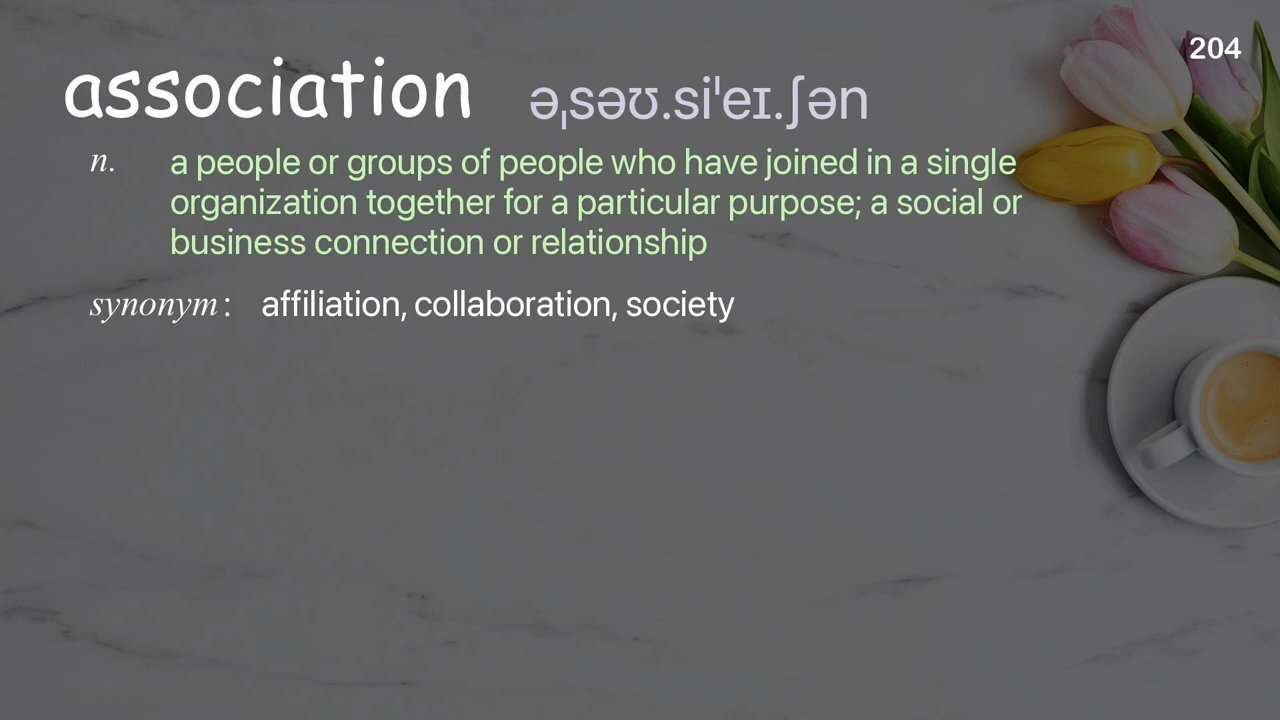 204
association əˌsəʊ.siˈeɪ.ʃən
n. a people or groups of people who have joined in a single
organization together for a particular purpose; a social or
business connection or relationship
synonym: affiliation, collaboration, society